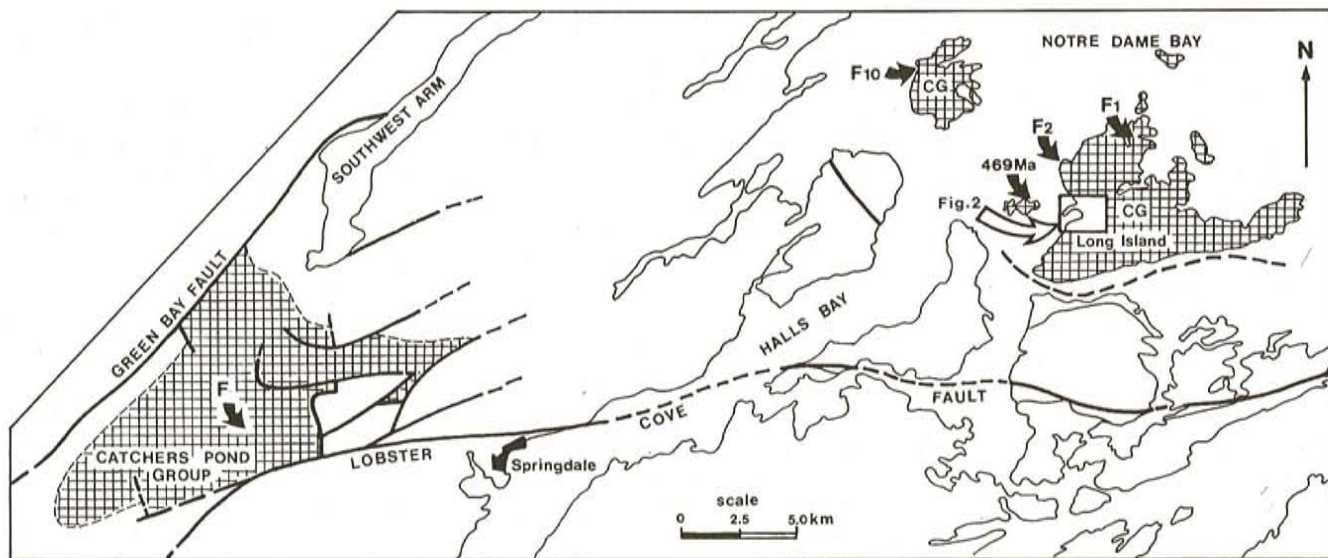 NOTRE DAME BAY
N
F10
CG.
F1
F2
469Ma
Fig.2
CG
Long Island
SOUTHWEST ARM
GREEN BAY FAULT
HALLS BAY
F
CATCHERS POND
GROUP
LOBSTER
COVE
FAULT
Springdale
scale
0 2.5 5.0km